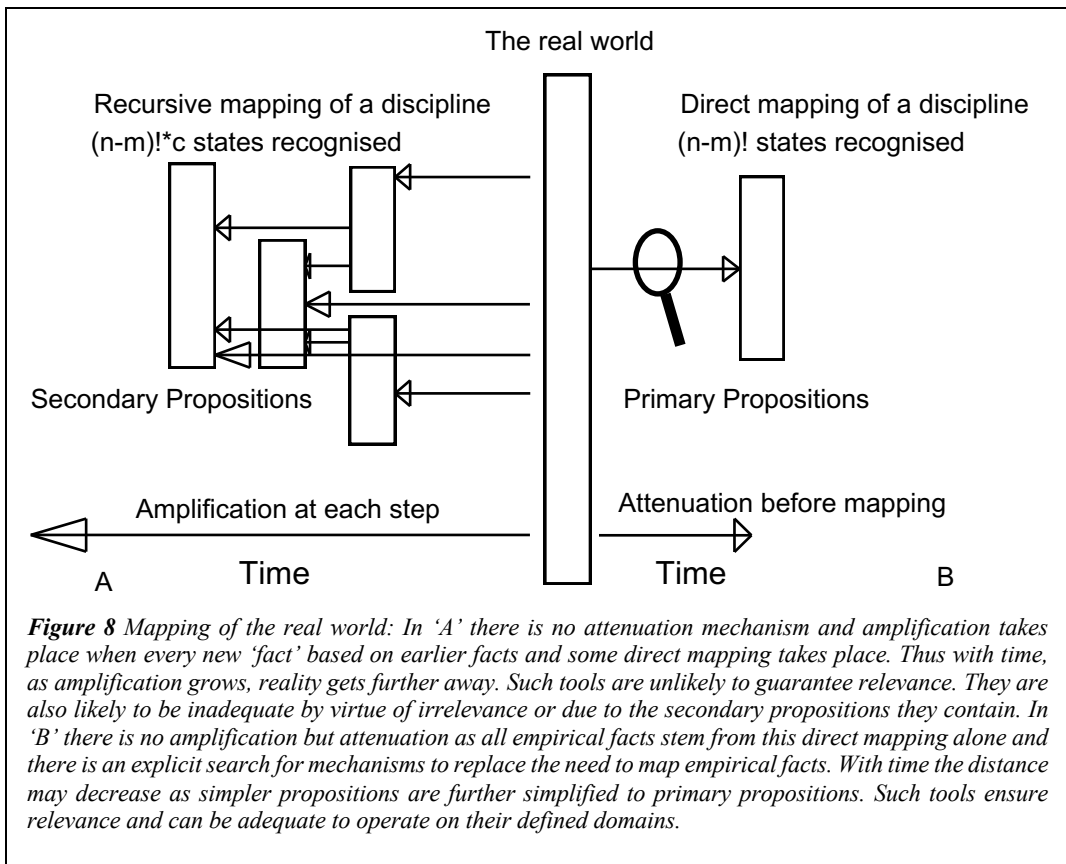 The real world
Recursive mapping of a discipline
(n-m)!*c states recognised
Direct mapping of a discipline
(n-m)! states recognised
Secondary Propositions
Primary Propositions
Amplification at each step
Attenuation before mapping
A
Time
Time
B
Figure 8 Mapping of the real world: In ‘A’ there is no attenuation mechanism and amplification takes
place when every new ‘fact’ based on earlier facts and some direct mapping takes place. Thus with time,
as amplification grows, reality gets further away. Such tools are unlikely to guarantee relevance. They are
also likely to be inadequate by virtue of irrelevance or due to the secondary propositions they contain. In
‘B’ there is no amplification but attenuation as all empirical facts stem from this direct mapping alone and
there is an explicit search for mechanisms to replace the need to map empirical facts. With time the distance
may decrease as simpler propositions are further simplified to primary propositions. Such tools ensure
relevance and can be adequate to operate on their defined domains.